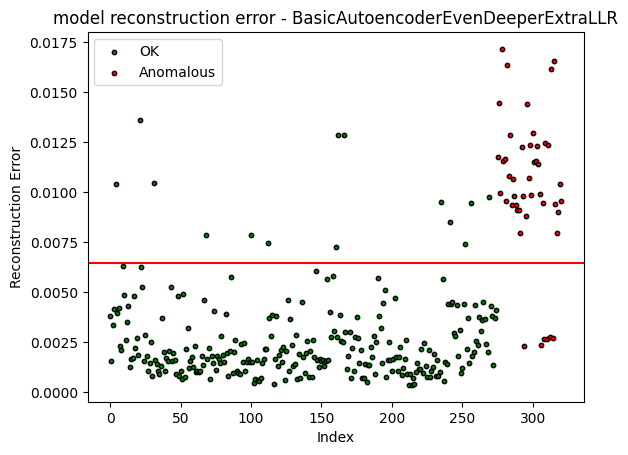 model reconstruction error - BasicAutoencoderEvenDeeperExtraLLR
OK
Anomalous
Reconstruction Error
0.0175
0.0150
0.0125
0.0100
0.0075
0.0050
0.0025
0.0000
0 50 100 150 200 250 300
Index